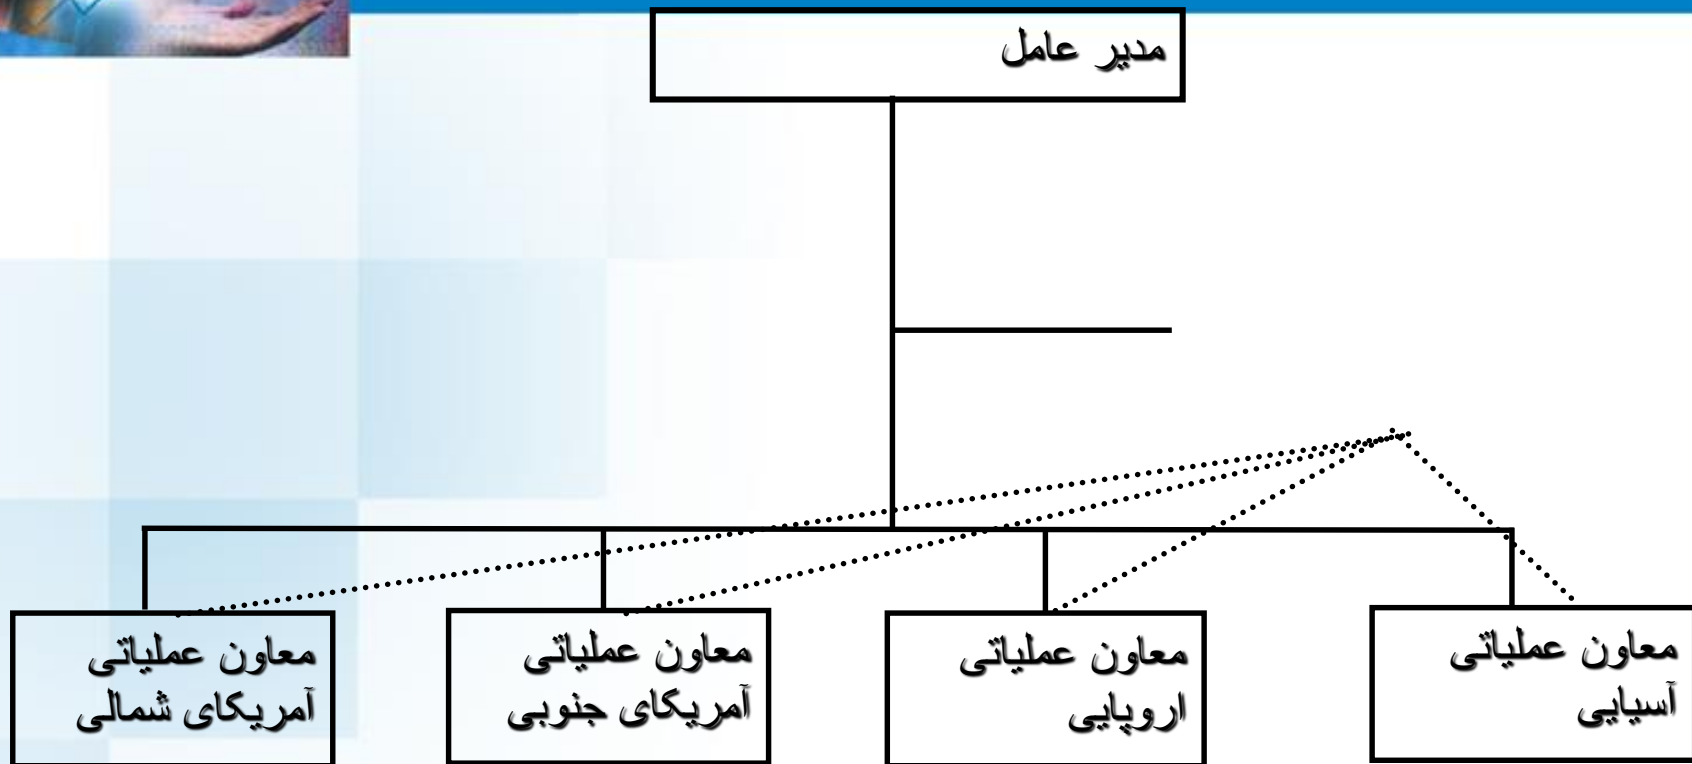 مدیر عامل
معاون عملیاتی
آسیایی
معاون عملیاتی
اروپایی
معاون عملیاتی
آمریکای جنوبی
معاون عملیاتی
آمریکای شمالی